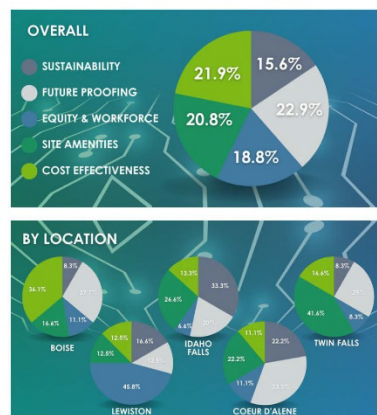 OVERALL
SUSTAINABILITY
FUTURE PROOFING
EQUITY & WORKFORCE
SITE AMENITIES
COST EFFECTIVENESS
15.6%
22.9%
18.8%
20.8%
21.9%
BY LOCATION
8.3%
11.1%
16.6%
36.1%
BOISE
16.6%
12.5%
45.8%
12.5%
12.5%
LEWISTON
33.3%
20%
6.6%
26.6%
13.3%
IDAHO
FALLS
22.2%
11.1%
22.2%
11.1%
COEUR D'ALENE
8.3%
8.3%
41.6%
16.6%
TWIN FALLS